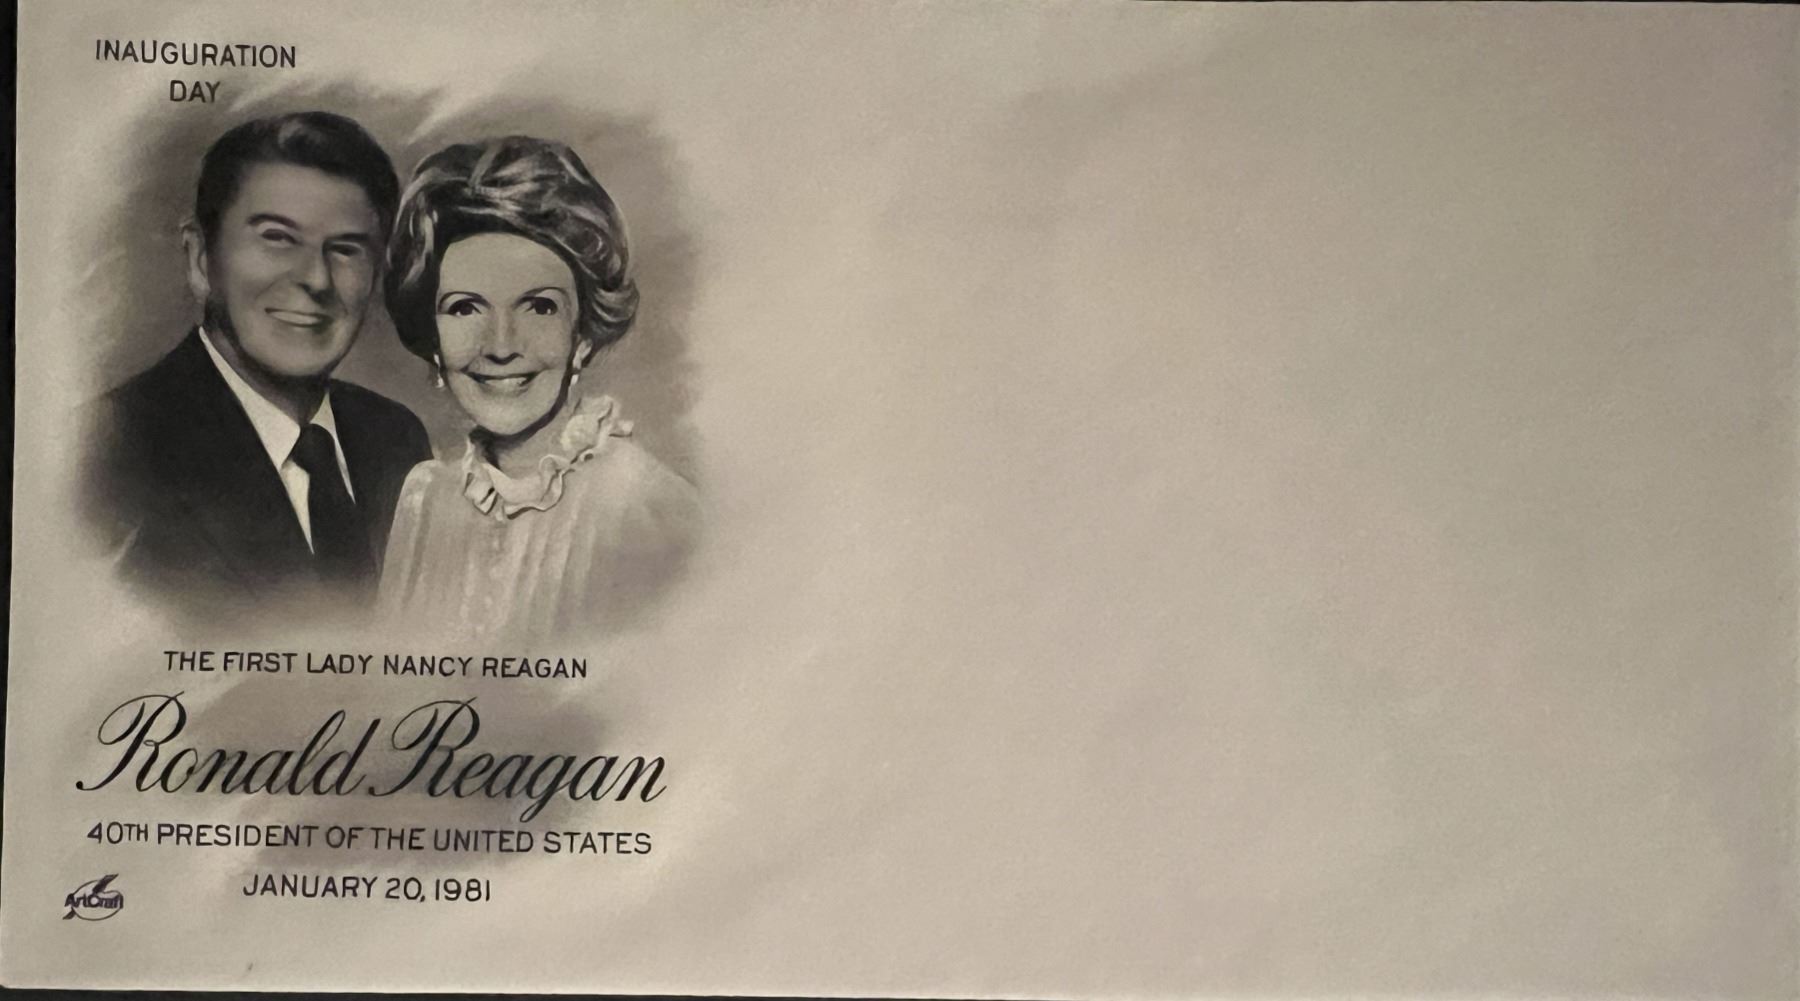 INAUGURATION
DAY
THE FIRST LADY NANCY REAGAN
Ronald Reagan
40TH PRESIDENT OF THE UNITED STATES
JANUARY 20, 1981
ArtCraft